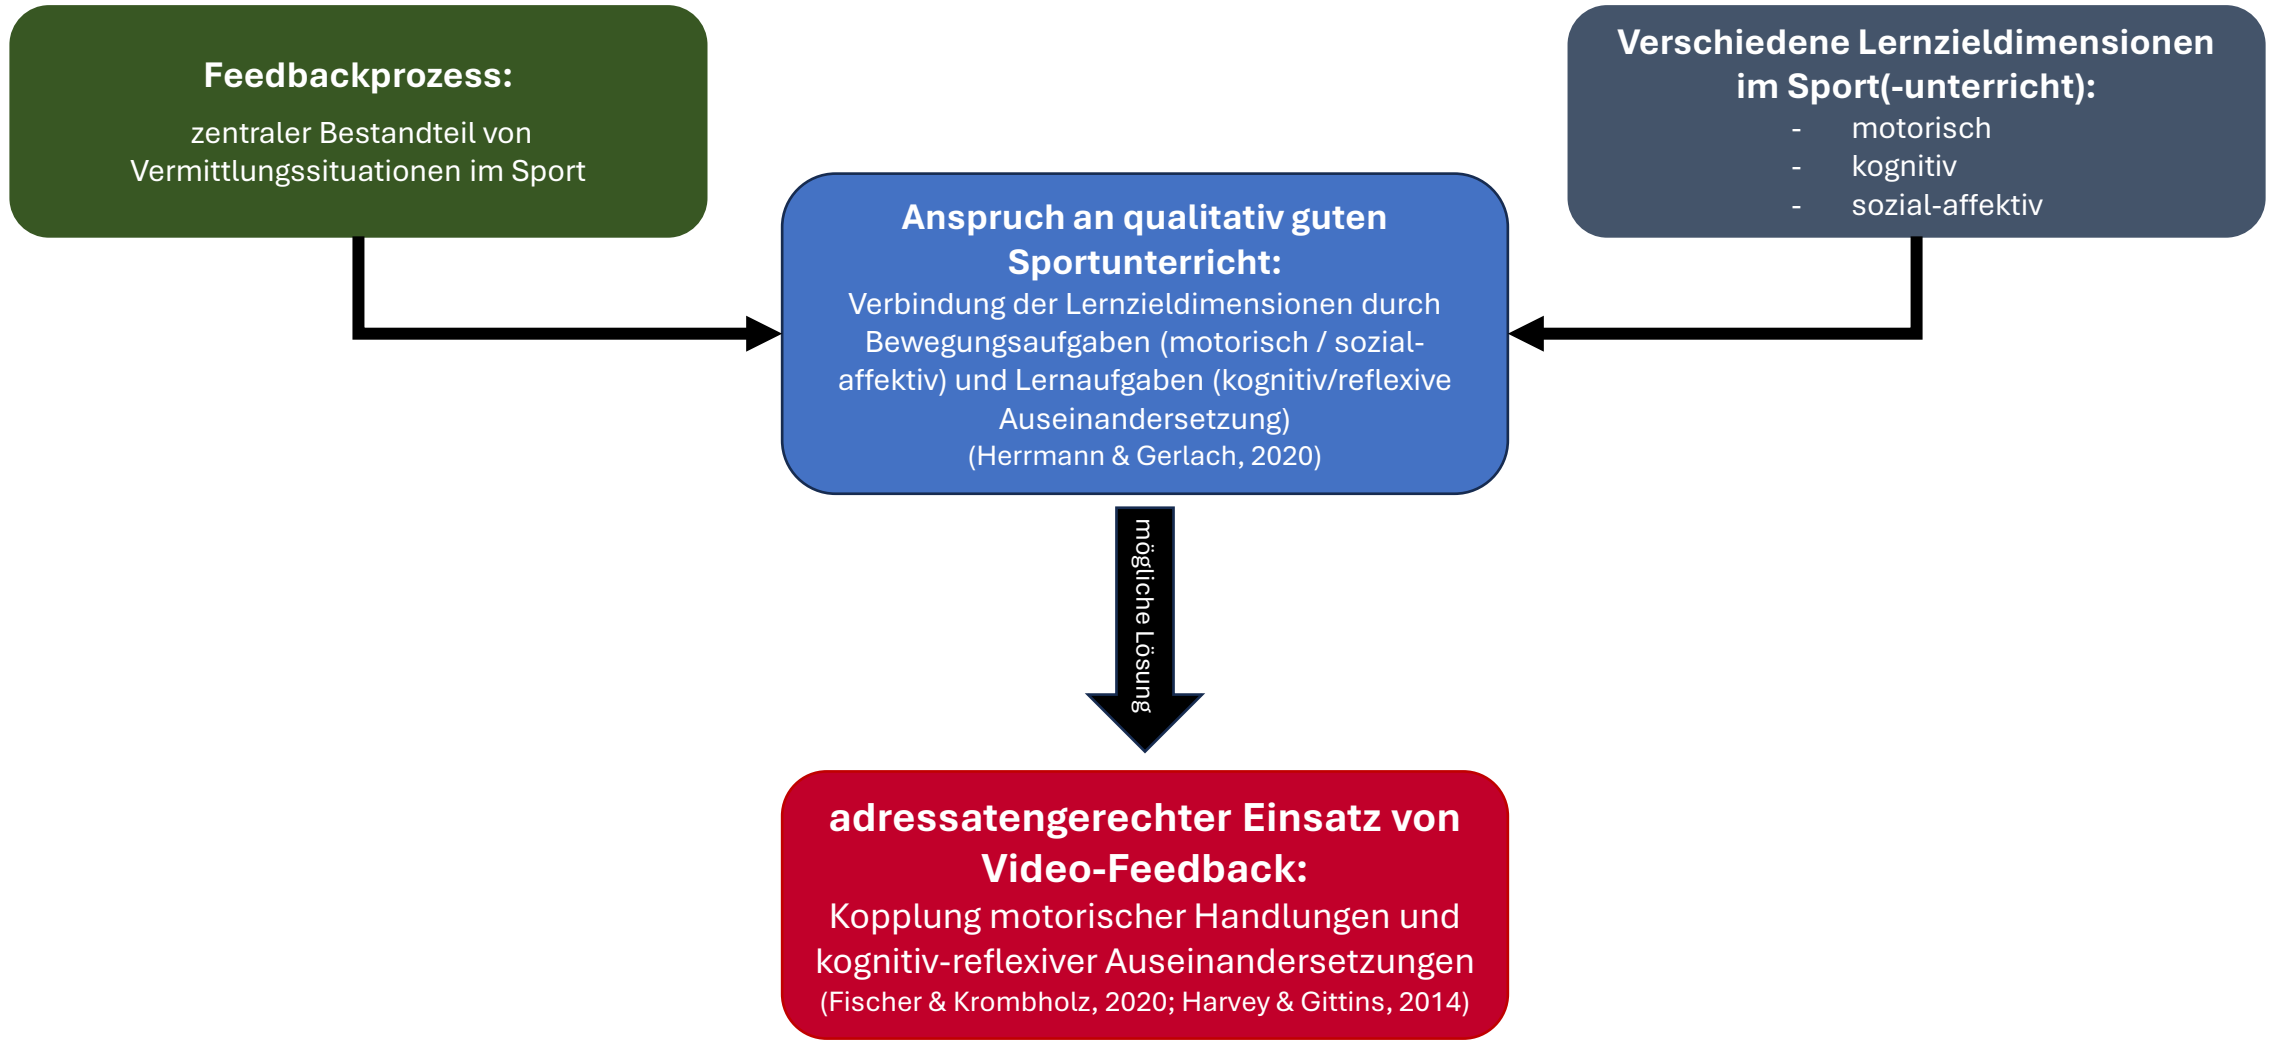 Feedbackprozess:
zentraler Bestandteil von
Vermittlungssituationen im Sport
Verschiedene Lernzieldimensionen
im Sport(-unterricht):
- motorisch
- kognitiv
- sozial-affektiv
Anspruch an qualitativ guten
Sportunterricht:
Verbindung der Lernzieldimensionen durch
Bewegungsaufgaben (motorisch / sozial-
affektiv) und Lernaufgaben (kognitiv/reflexive
Auseinandersetzung)
(Herrmann & Gerlach, 2020)
mögliche Lösung
adressatengerechter Einsatz von
Video-Feedback:
Kopplung motorischer Handlungen und
kognitiv-reflexiver Auseinandersetzungen
(Fischer & Krombholz, 2020; Harvey & Gittins, 2014)